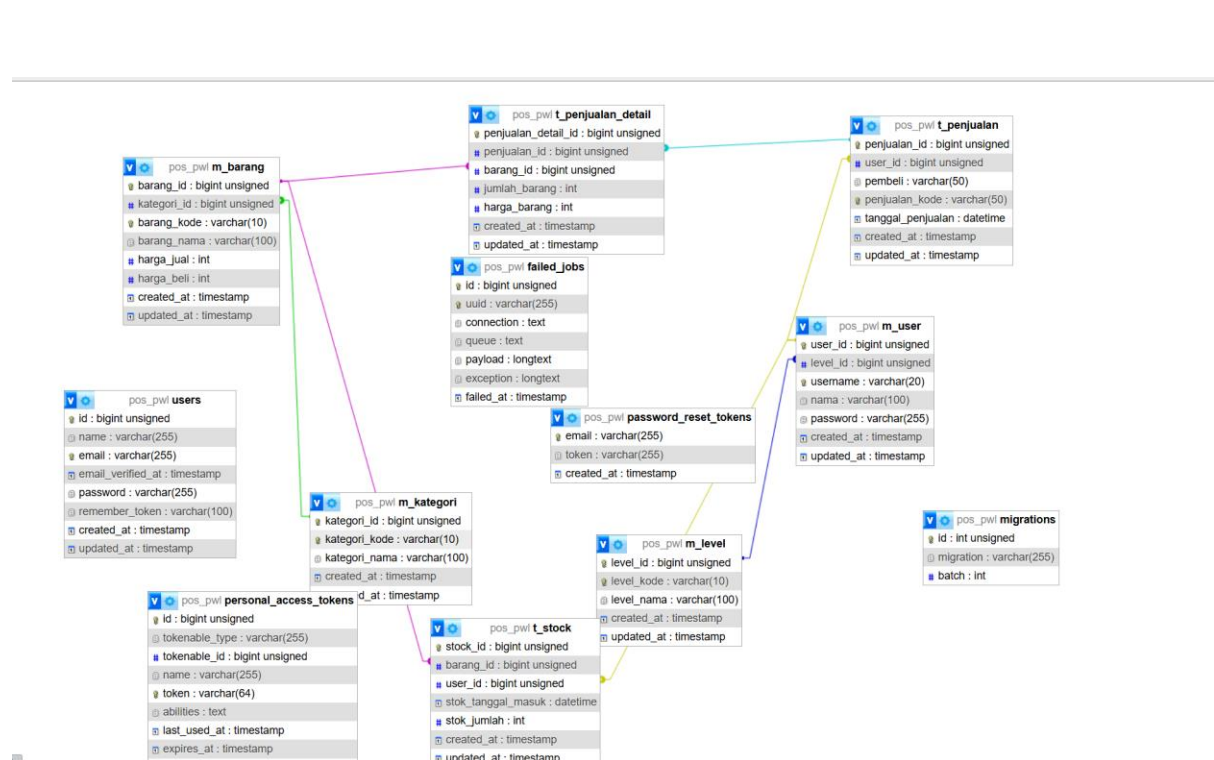 pos_pwl m_barang
barang_id : bigint unsigned
kategori_id : bigint unsigned
barang_kode : varchar(10)
barang_nama : varchar(100)
harga_jual : int
harga_beli : int
created_at : timestamp
updated_at : timestamp
pos_pwl t_penjualan_detail
penjualan_detail_id : bigint unsigned
penjualan_id : bigint unsigned
barang_id : bigint unsigned
jumlah_barang : int
harga_barang : int
created_at : timestamp
updated_at : timestamp
pos_pwl t_penjualan
penjualan_id : bigint unsigned
user_id : bigint unsigned
pembeli : varchar(50)
penjualan_kode : varchar(50)
tanggal_penjualan : datetime
created_at : timestamp
updated_at : timestamp
pos_pwl failed_jobs
id : bigint unsigned
uuid : varchar(255)
connection : text
queue : text
payload : longtext
exception : longtext
failed_at : timestamp
pos_pwl m_user
user_id : bigint unsigned
level_id : bigint unsigned
username : varchar(20)
nama : varchar(100)
password : varchar(255)
created_at : timestamp
updated_at : timestamp
pos_pwl users
id : bigint unsigned
name : varchar(255)
email : varchar(255)
email_verified_at : timestamp
password : varchar(255)
remember_token : varchar(100)
created_at : timestamp
updated_at : timestamp
pos_pwl password_reset_tokens
email : varchar(255)
token : varchar(255)
created_at : timestamp
pos_pwl m_kategori
kategori_id : bigint unsigned
kategori_kode : varchar(10)
kategori_nama : varchar(100)
created_at : timestamp
d_at : timestamp
pos_pwl m_level
level_id : bigint unsigned
level_kode : varchar(10)
level_nama : varchar(100)
created_at : timestamp
updated_at : timestamp
pos_pwl migrations
id : int unsigned
migration : varchar(255)
batch : int
pos_pwl personal_access_tokens
id : bigint unsigned
tokenable_type : varchar(255)
tokenable_id : bigint unsigned
name : varchar(255)
token : varchar(64)
abilities : text
last_used_at : timestamp
expires_at : timestamp
pos_pwl t_stock
stock_id : bigint unsigned
barang_id : bigint unsigned
user_id : bigint unsigned
stok_tanggal_masuk : datetime
stok_jumlah : int
created_at : timestamp
updated_at : timestamp